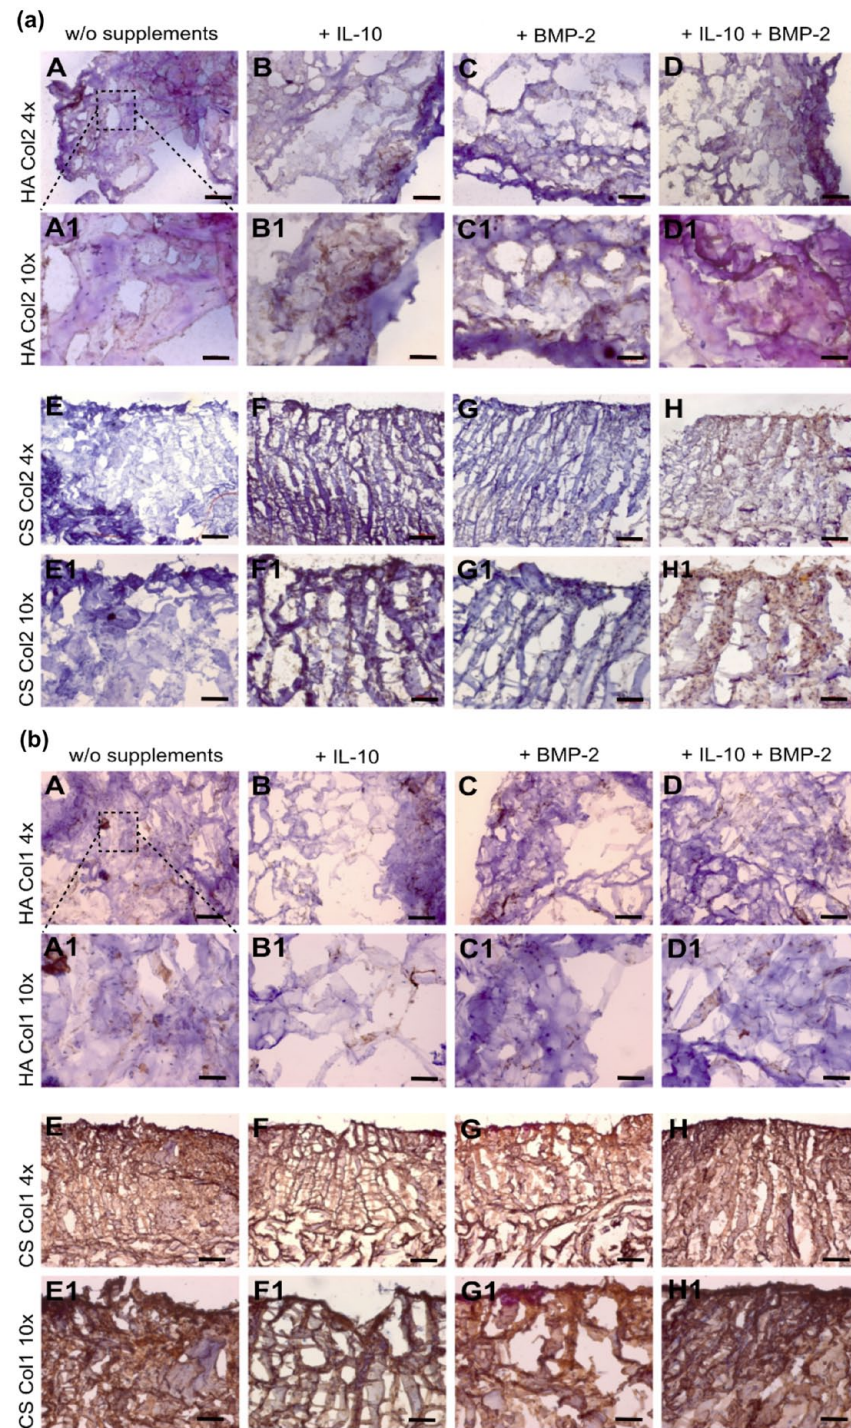 (a)
w/o supplements + IL-10 + BMP-2 + IL-10 + BMP-2
HA Col2 4x
A B C D
HA Col2 10x
A1 B1 C1 D1
CS Col2 4x
E F G H
CS Col2 10x
E1 F1 G1 H1
(b)
w/o supplements + IL-10 + BMP-2 + IL-10 + BMP-2
HA Col1 4x
A B C D
HA Col1 10x
A1 B1 C1 D1
CS Col1 4x
E F G H
CS Col1 10x
E1 F1 G1 H1